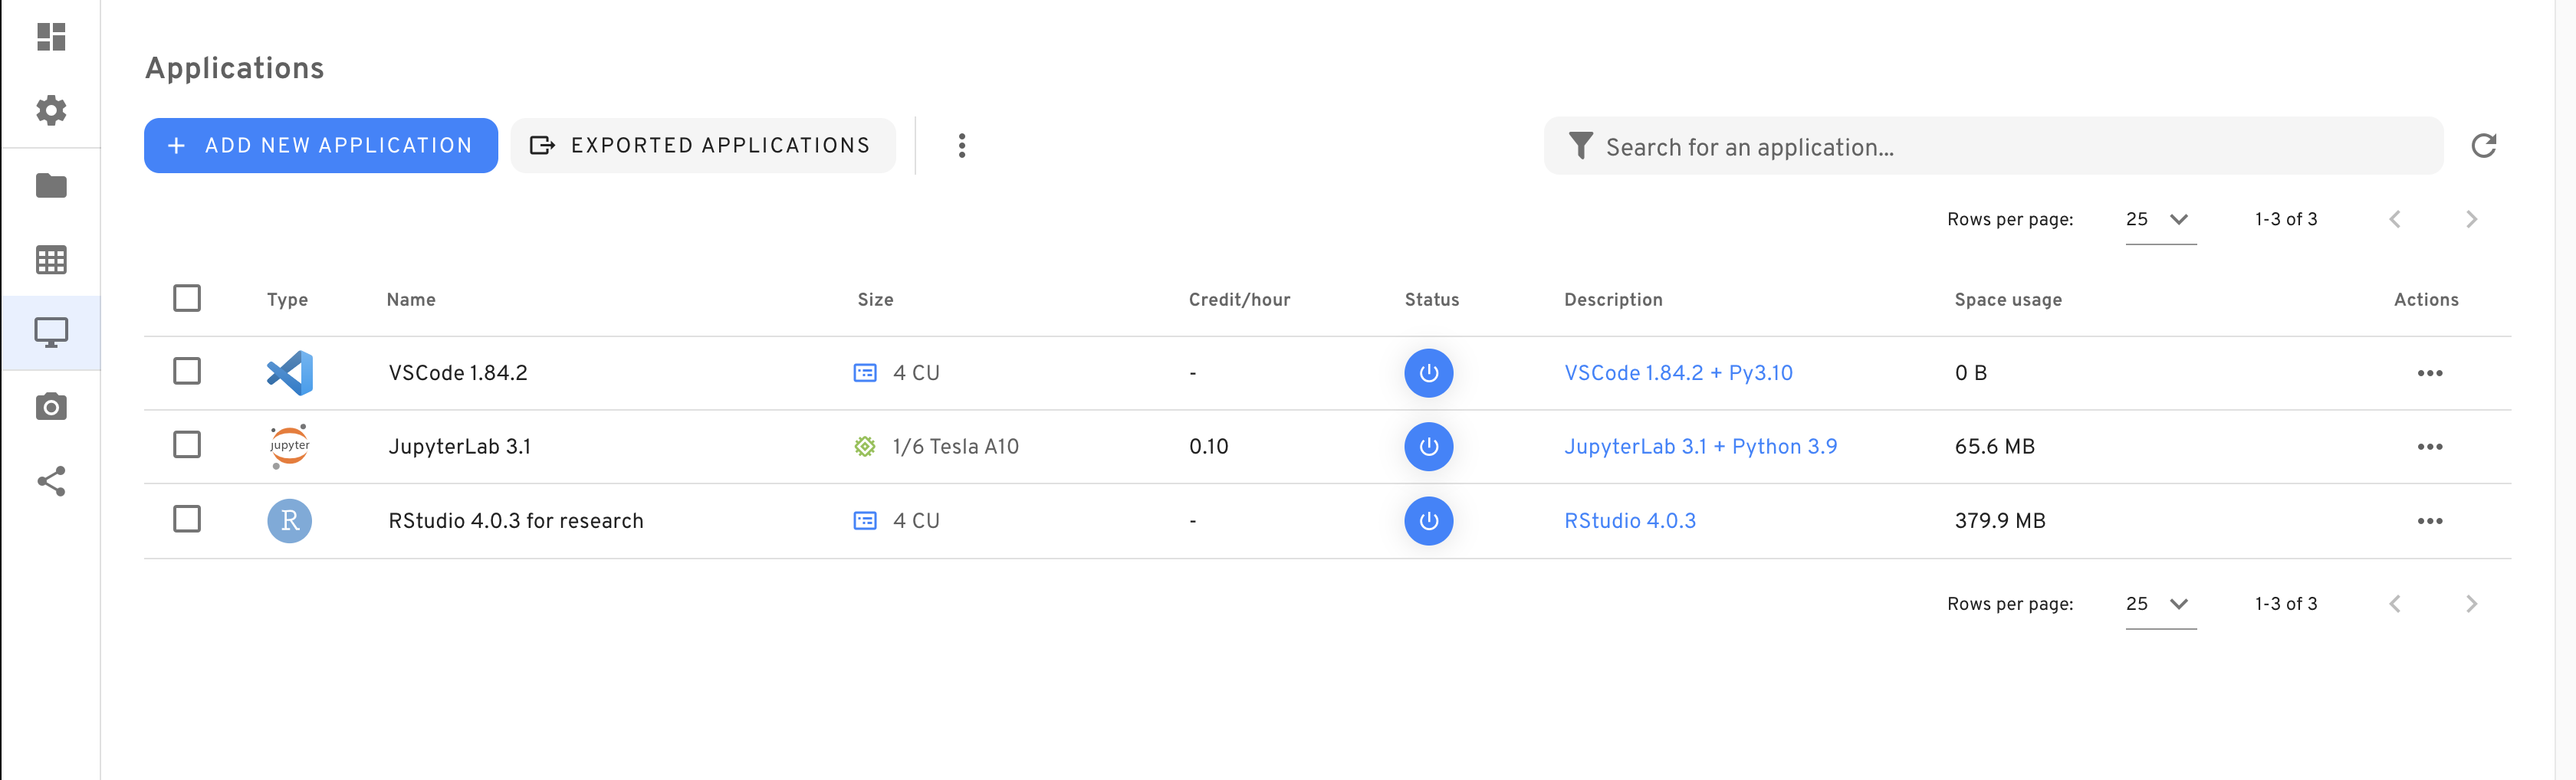 Applications
+ ADD NEW APPLICATION EXPORTED APPLICATIONS Search for an application...
Rows per page: 25 1-3 of 3
Type Name Size Credit/hour Status Description Space usage Actions
VSCode 1.84.2 4 CU - VSCode 1.84.2 + Py3.10 0 B
jupyter JupyterLab 3.1 1/6 Tesla A10 0.10 JupyterLab 3.1 + Python 3.9 65.6 MB
R RStudio 4.0.3 for research 4 CU - RStudio 4.0.3 379.9 MB
Rows per page: 25 1-3 of 3